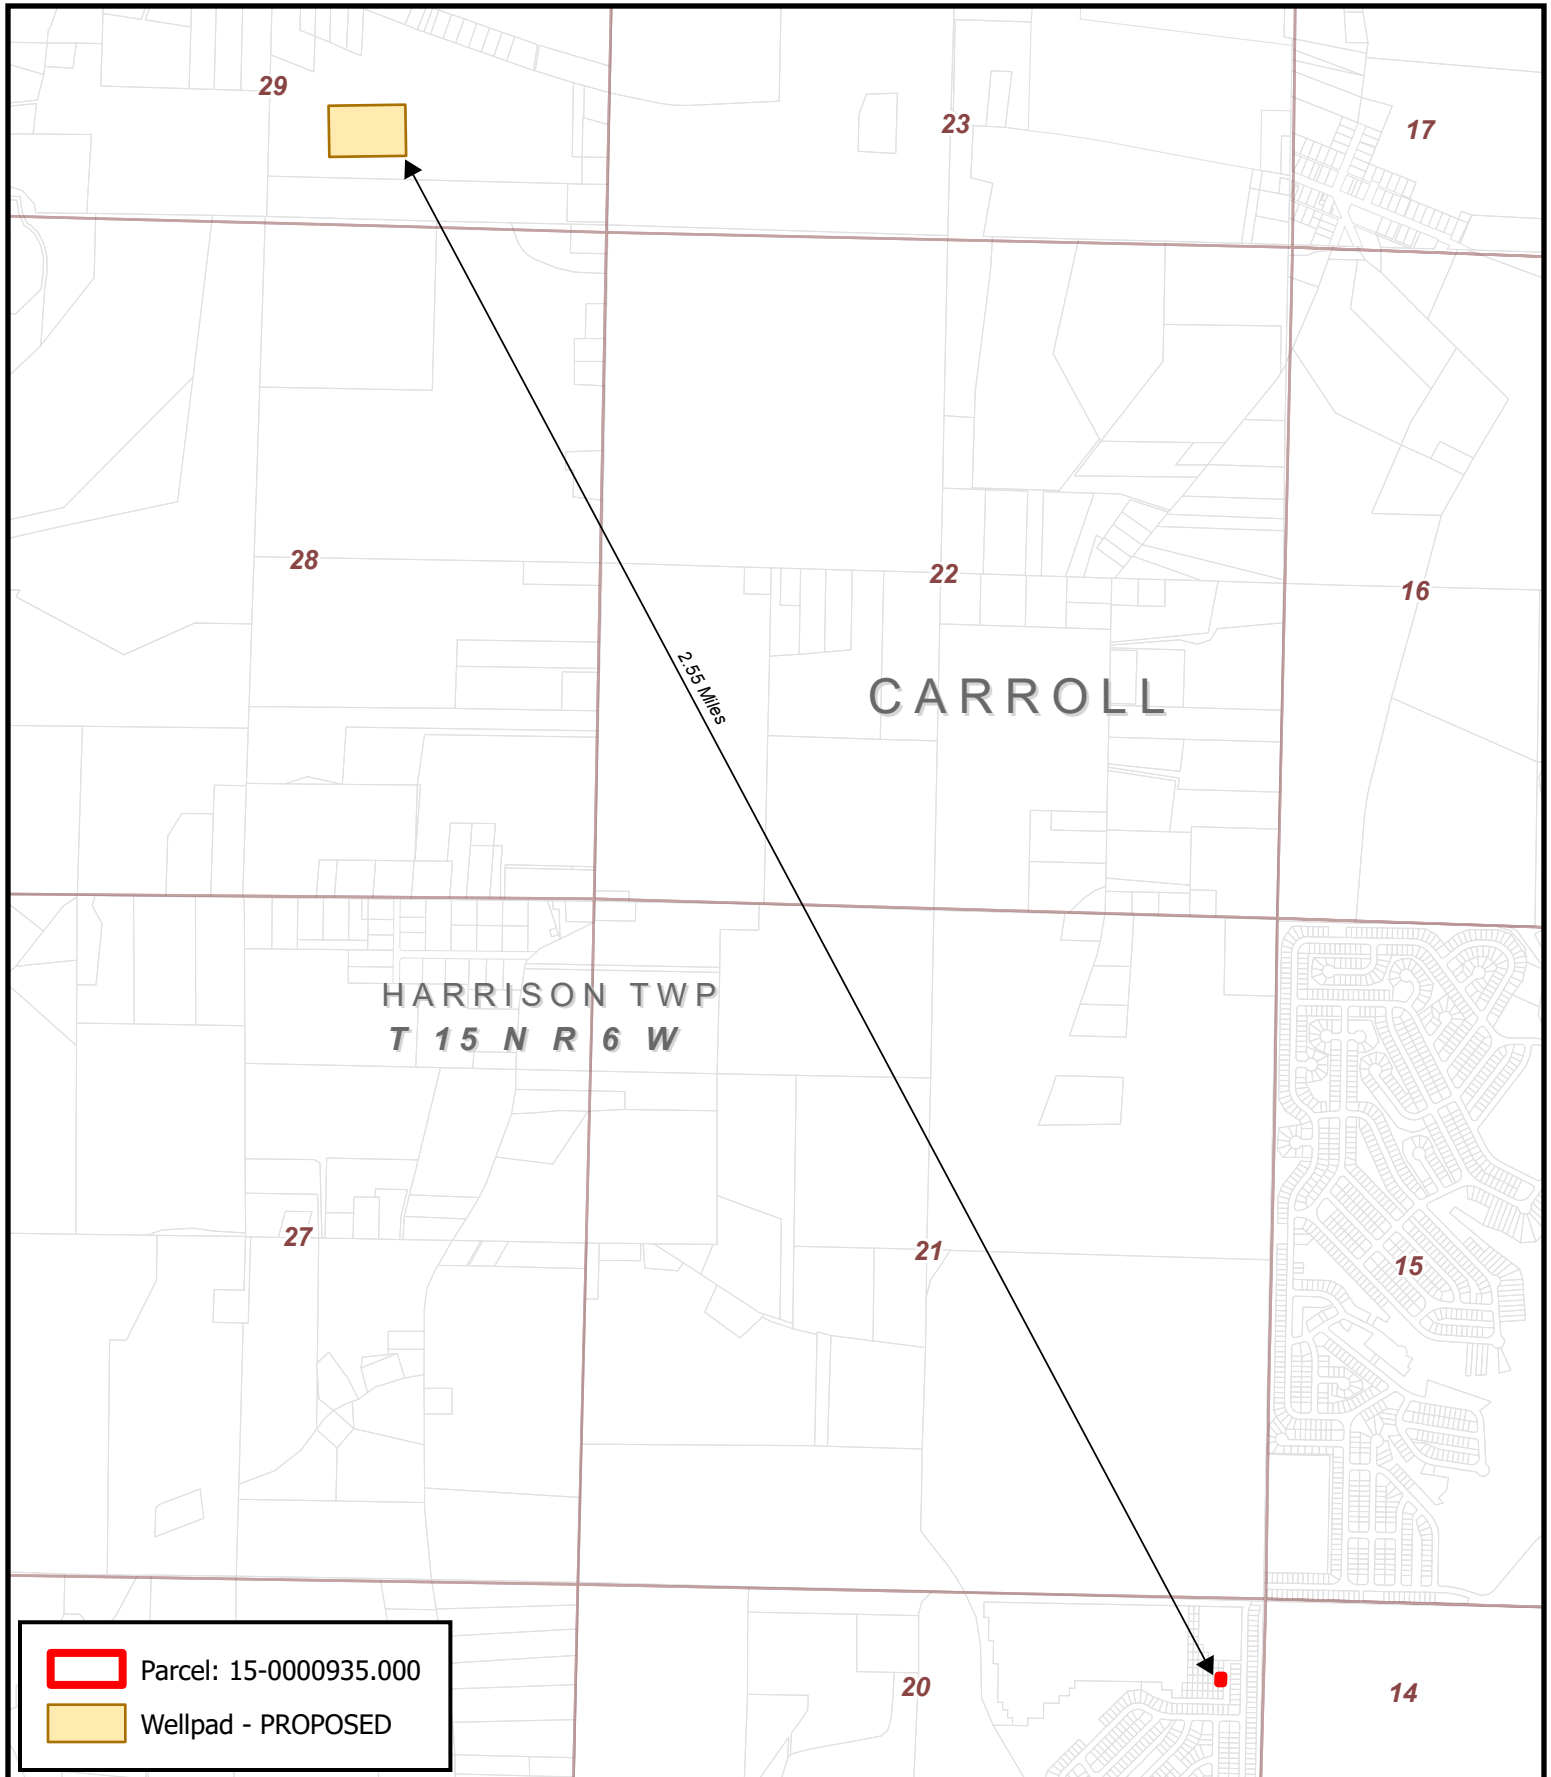 29
23
17
28
22
16
2.55 Miles
CARROLL
HARRISON TWP
T 15 N R 6 W
27
21
15
20
14
Parcel: 15-0000935.000
Wellpad - PROPOSED